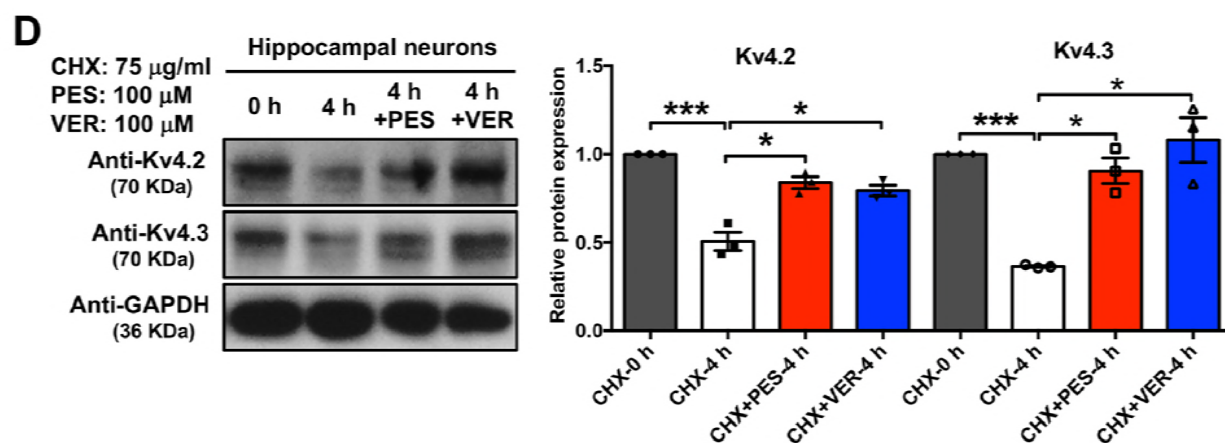 D
CHX: 75 μg/ml
PES: 100 μM
VER: 100 μM
Hippocampal neurons
0 h
4 h
4 h
+PES
4 h
+VER
Anti-Kv4.2
(70 KDa)
Anti-Kv4.3
(70 KDa)
Anti-GAPDH
(36 KDa)
Kv4.2
Kv4.3
Relative protein expression
1.5
1.0
0.5
0.0
***
*
*
***
*
*
CHX-0 h
CHX-4 h
CHX+PES-4 h
CHX+VER-4 h
CHX-0 h
CHX-4 h
CHX+PES-4 h
CHX+VER-4 h